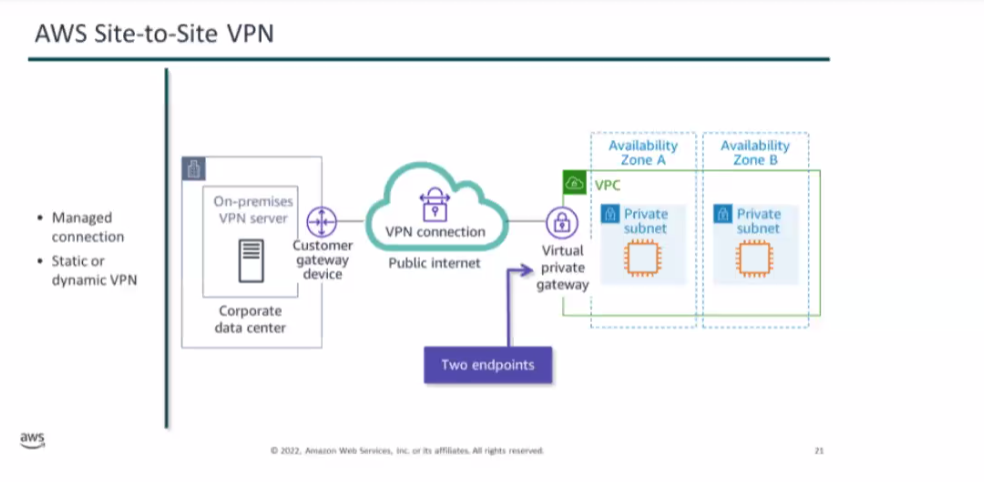 AWS Site-to-Site VPN
• Managed
connection
• Static or
dynamic VPN
On-premises
VPN server
Customer
gateway
device
Corporate
data center
VPN connection
Public internet
Two endpoints
Virtual
private
gateway
VPC
Availability
Zone A
Private
subnet
Availability
Zone B
Private
subnet
aws
© 2022, Amazon Web Services, Inc. or its affiliates. All rights reserved.
21